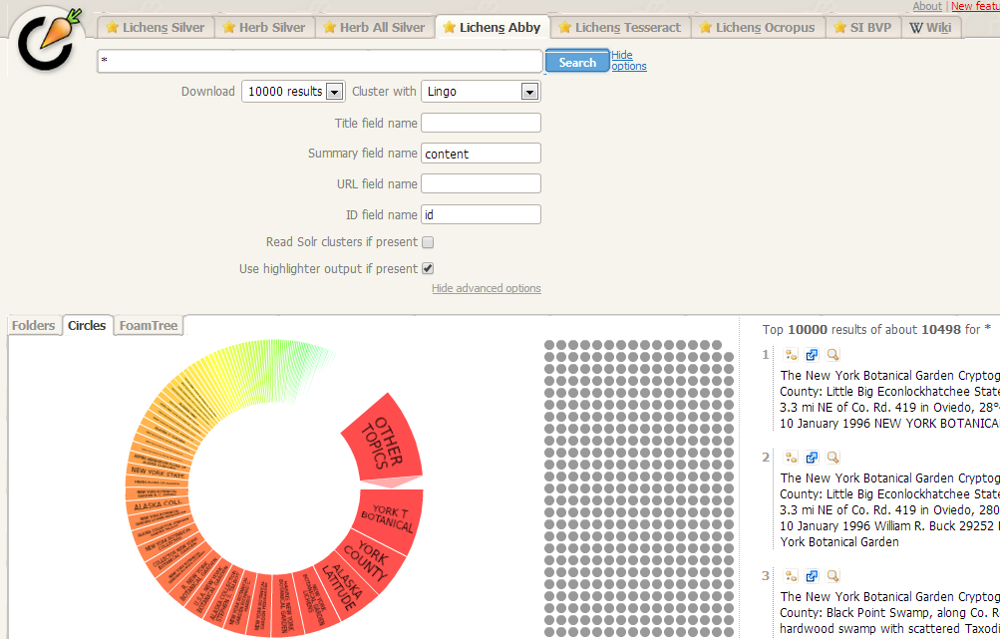 About | New featu
Lichens Silver
Herb Silver
Herb All Silver
Lichens Abby
Lichens Tesseract
Lichens Ocropus
SI BVP
Wiki
*
Search
Hide
options
Download 10000 results Cluster with Lingo
Title field name
Summary field name content
URL field name
ID field name id
Read Solr clusters if present
Use highlighter output if present
Hide advanced options
Folders
Circles
FoamTree
OTHER
TOPICS
YORK T
BOTANICAL
YORK
COUNTY
ALASKA
LATITUDE
NEW YORK STATE
ALASKA COLL
Top 10000 results of about 10498 for *
1
The New York Botanical Garden Cryptog
County: Little Big Econlockhatchee State
3.3 mi NE of Co. Rd. 419 in Oviedo, 28°
10 January 1996 NEW YORK BOTANICA
2
The New York Botanical Garden Cryptog
County: Little Big Econlockhatchee State
3.3 mi NE of Co. Rd. 419 in Oviedo, 280
10 January 1996 William R. Buck 29252
York Botanical Garden
3
The New York Botanical Garden Cryptog
County: Black Point Swamp, along Co. R
hardwood swamp with scattered Taxodi